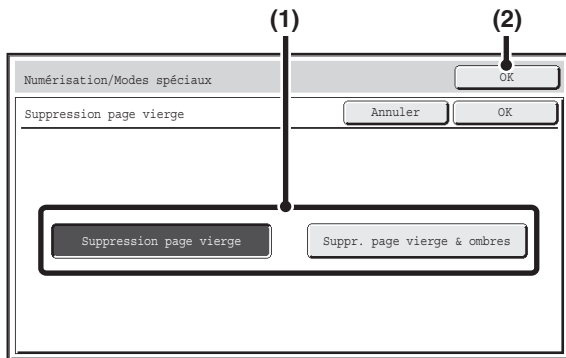 (1) (2)
Numérisation/Modes spéciaux OK
Suppression page vierge Annuler OK
Suppression page vierge Suppr. page vierge & ombres